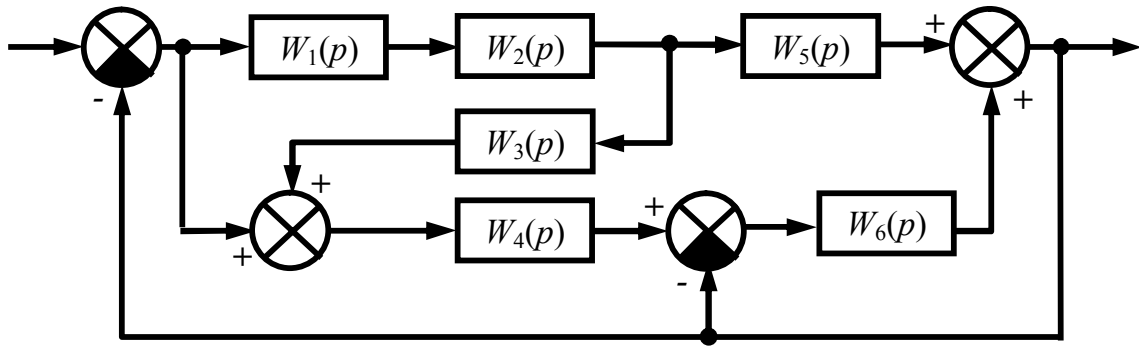 +
W₁(p) W₂(p) W₅(p)
- +
W₃(p)
+ +
W₄(p) W₆(p)
+
-